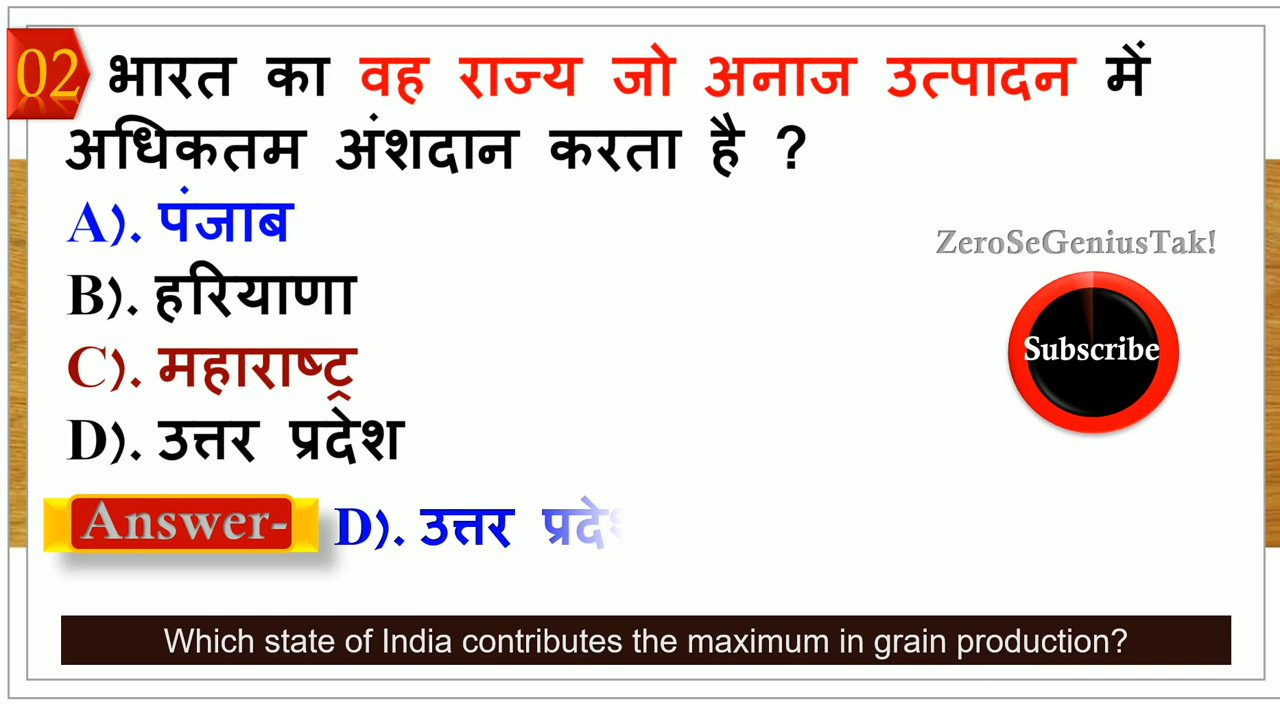 02 भारत का वह राज्य जो अनाज उत्पादन में
अधिकतम अंशदान करता है ?
A). पंजाब
ZeroSeGeniusTak!
B). हरियाणा
Subscribe
C). महाराष्ट्र
D). उत्तर प्रदेश
Answer- D). उत्तर प्रदेश
Which state of India contributes the maximum in grain production?